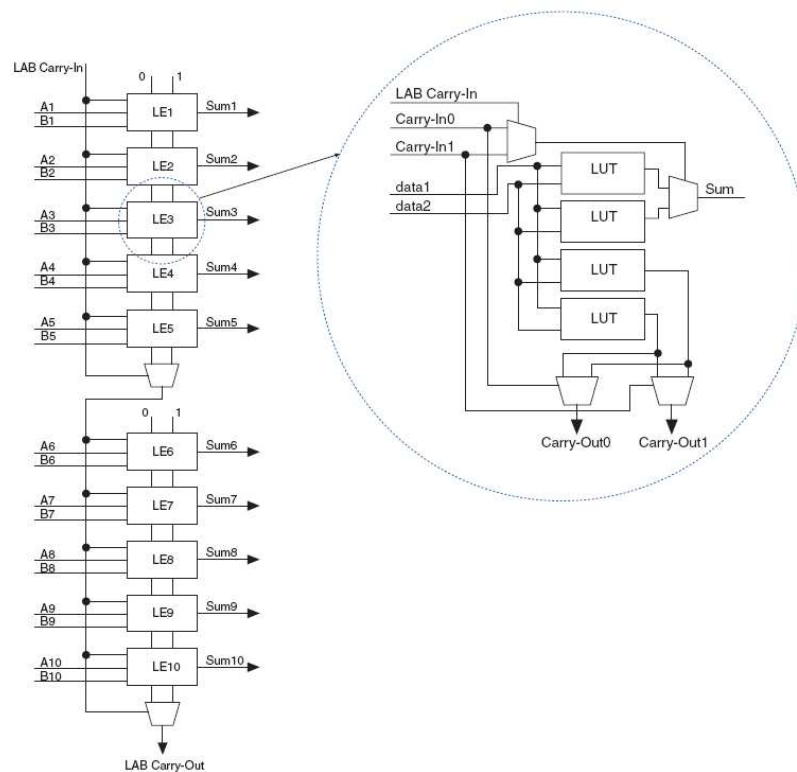 LAB Carry-In
0 1
A1
B1
LE1
Sum1
A2
B2
LE2
Sum2
A3
B3
LE3
Sum3
A4
B4
LE4
Sum4
A5
B5
LE5
Sum5
0 1
A6
B6
LE6
Sum6
A7
B7
LE7
Sum7
A8
B8
LE8
Sum8
A9
B9
LE9
Sum9
A10
B10
LE10
Sum10
LAB Carry-Out
LAB Carry-In
Carry-In0
Carry-In1
data1
data2
LUT
LUT
LUT
LUT
Sum
Carry-Out0
Carry-Out1